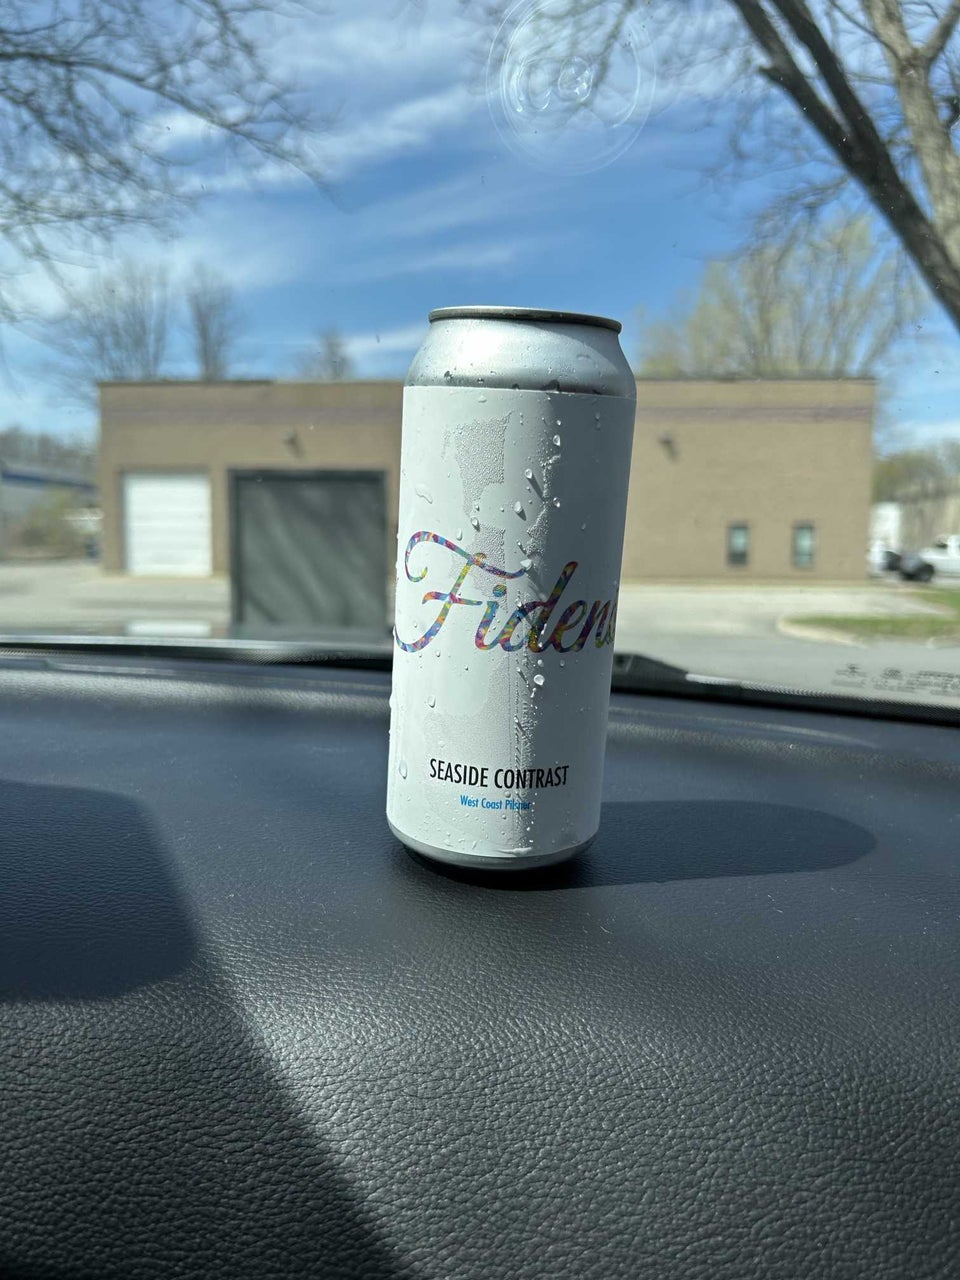 Fidens
SEASIDE CONTRAST
West Coast Pilsner